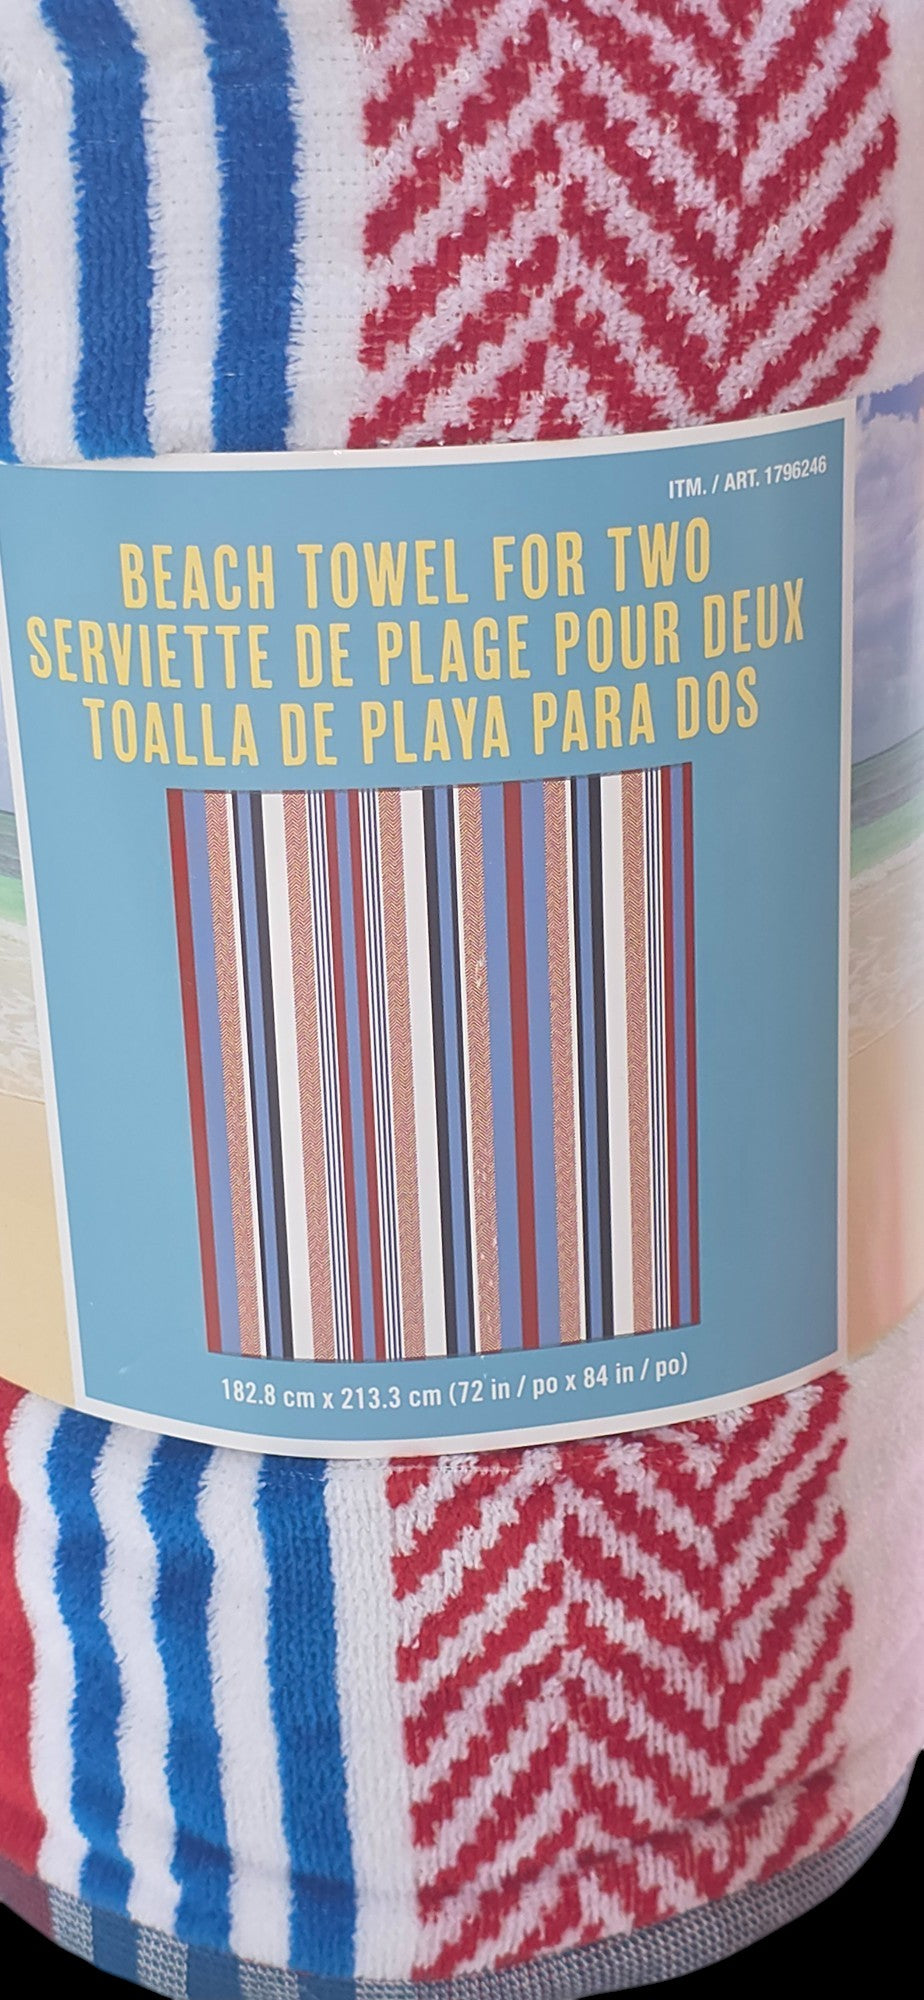 ITM. / ART. 1796246
BEACH TOWEL FOR TWO
SERVIETTE DE PLAGE POUR DEUX
TOALLA DE PLAYA PARA DOS
182.8 cm x 213.3 cm (72 in / po x 84 in / po)